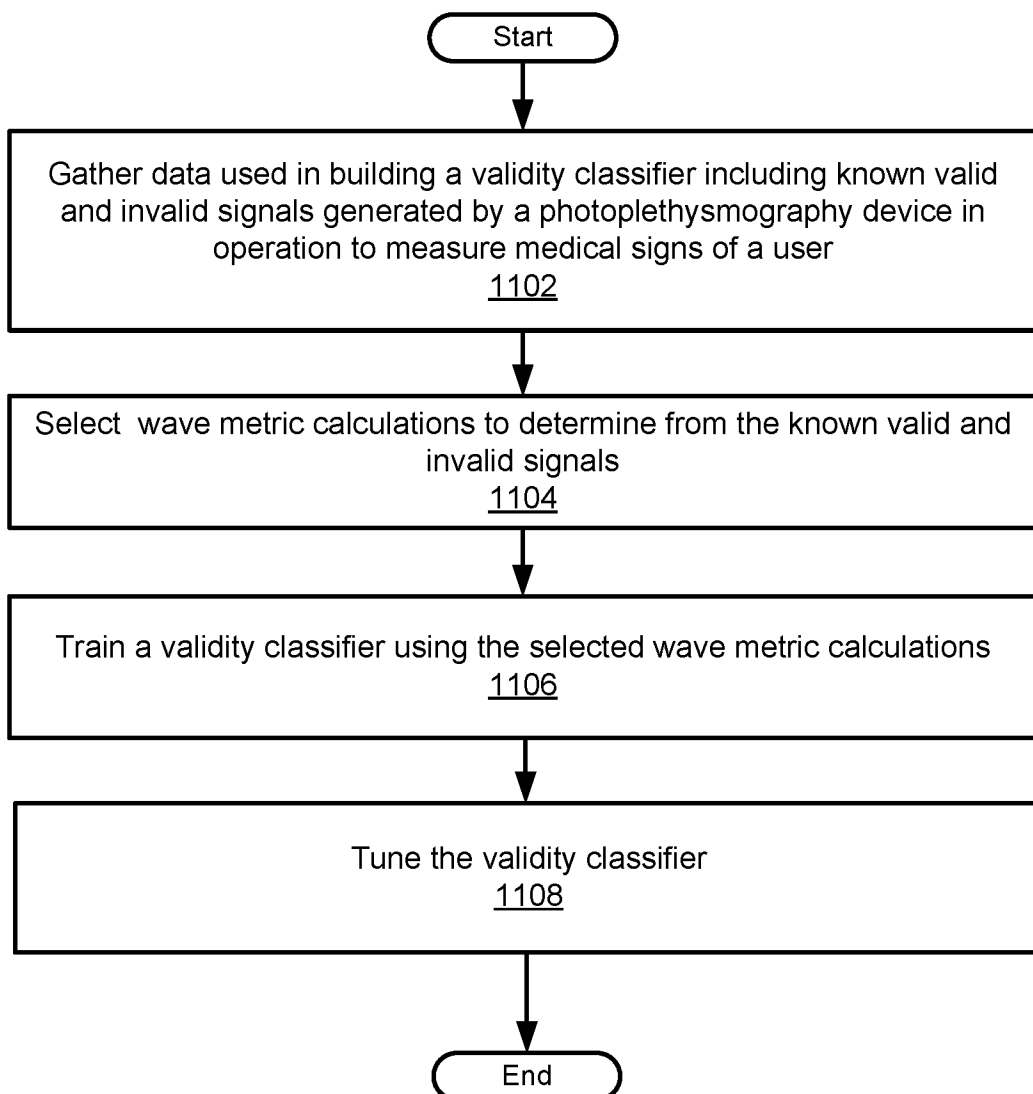 Start
Gather data used in building a validity classifier including known valid
and invalid signals generated by a photoplethysmography device in
operation to measure medical signs of a user
1102
Select  wave metric calculations to determine from the known valid and
invalid signals
1104
Train a validity classifier using the selected wave metric calculations
1106
Tune the validity classifier
1108
End